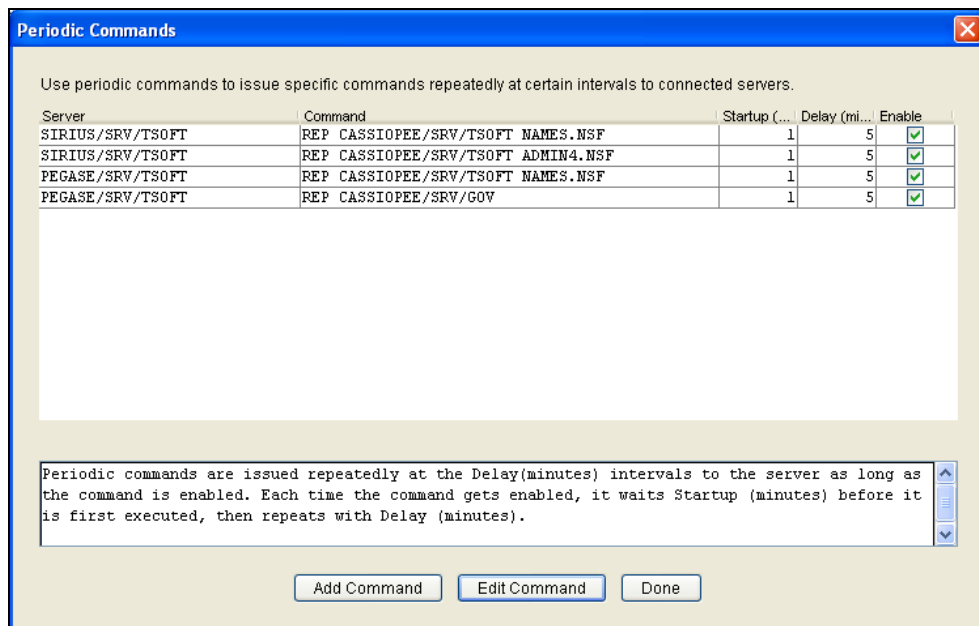 Periodic Commands
Use periodic commands to issue specific commands repeatedly at certain intervals to connected servers.
Server Command Startup (... Delay (mi... Enable
SIRIUS/SRV/TSOFT REP CASSIOPEE/SRV/TSOFT NAMES.NSF 1 5
SIRIUS/SRV/TSOFT REP CASSIOPEE/SRV/TSOFT ADMIN4.NSF 1 5
PEGASE/SRV/TSOFT REP CASSIOPEE/SRV/TSOFT NAMES.NSF 1 5
PEGASE/SRV/TSOFT REP CASSIOPEE/SRV/GOV 1 5
Periodic commands are issued repeatedly at the Delay(minutes) intervals to the server as long as
the command is enabled. Each time the command gets enabled, it waits Startup (minutes) before it
is first executed, then repeats with Delay (minutes).
Add Command Edit Command Done